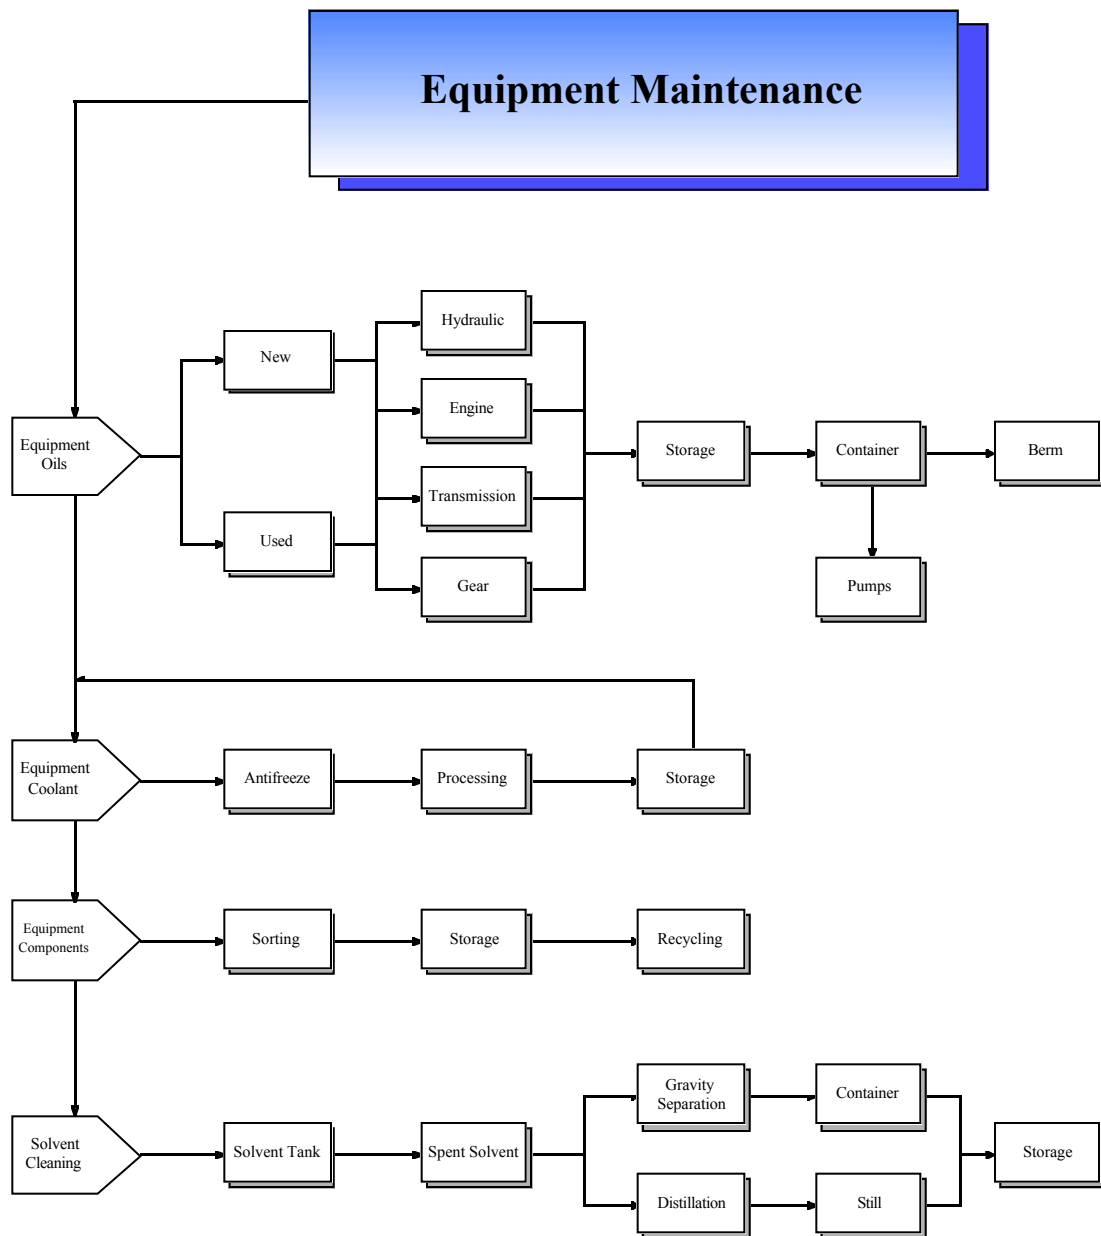 Equipment Maintenance
Hydraulic
New
Engine
Equipment
Oils
Storage
Container
Berm
Transmission
Used
Gear
Pumps
Equipment
Coolant
Antifreeze
Processing
Storage
Equipment
Components
Sorting
Storage
Recycling
Gravity
Separation
Container
Solvent
Cleaning
Solvent Tank
Spent Solvent
Storage
Distillation
Still